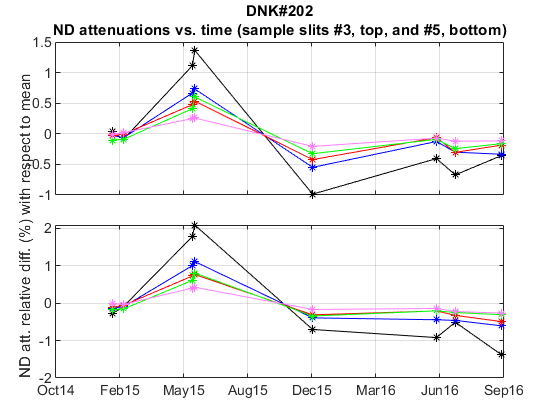 DNK#202
ND attenuations vs. time (sample slits #3, top, and #5, bottom)
1.5
1
0.5
0
-0.5
-1
ND att. relative diff. (%) with respect to mean
2
1
0
-1
-2
Oct14 Feb15 May15 Aug15 Dec15 Mar16 Jun16 Sep16